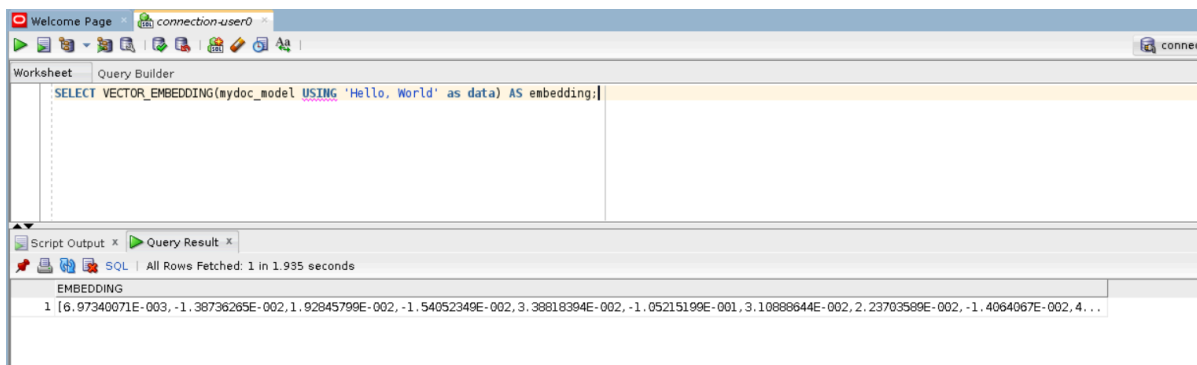 Welcome Page × connection-user0 ×
connec
Worksheet Query Builder
SELECT VECTOR_EMBEDDING(mydoc_model USING 'Hello, World' as data) AS embedding;
Script Output × Query Result ×
SQL | All Rows Fetched: 1 in 1.935 seconds
EMBEDDING
1 [6.97340071E-003,-1.38736265E-002,1.92845799E-002,-1.54052349E-002,3.38818394E-002,-1.05215199E-001,3.10888644E-002,2.23703589E-002,-1.4064067E-002,4...